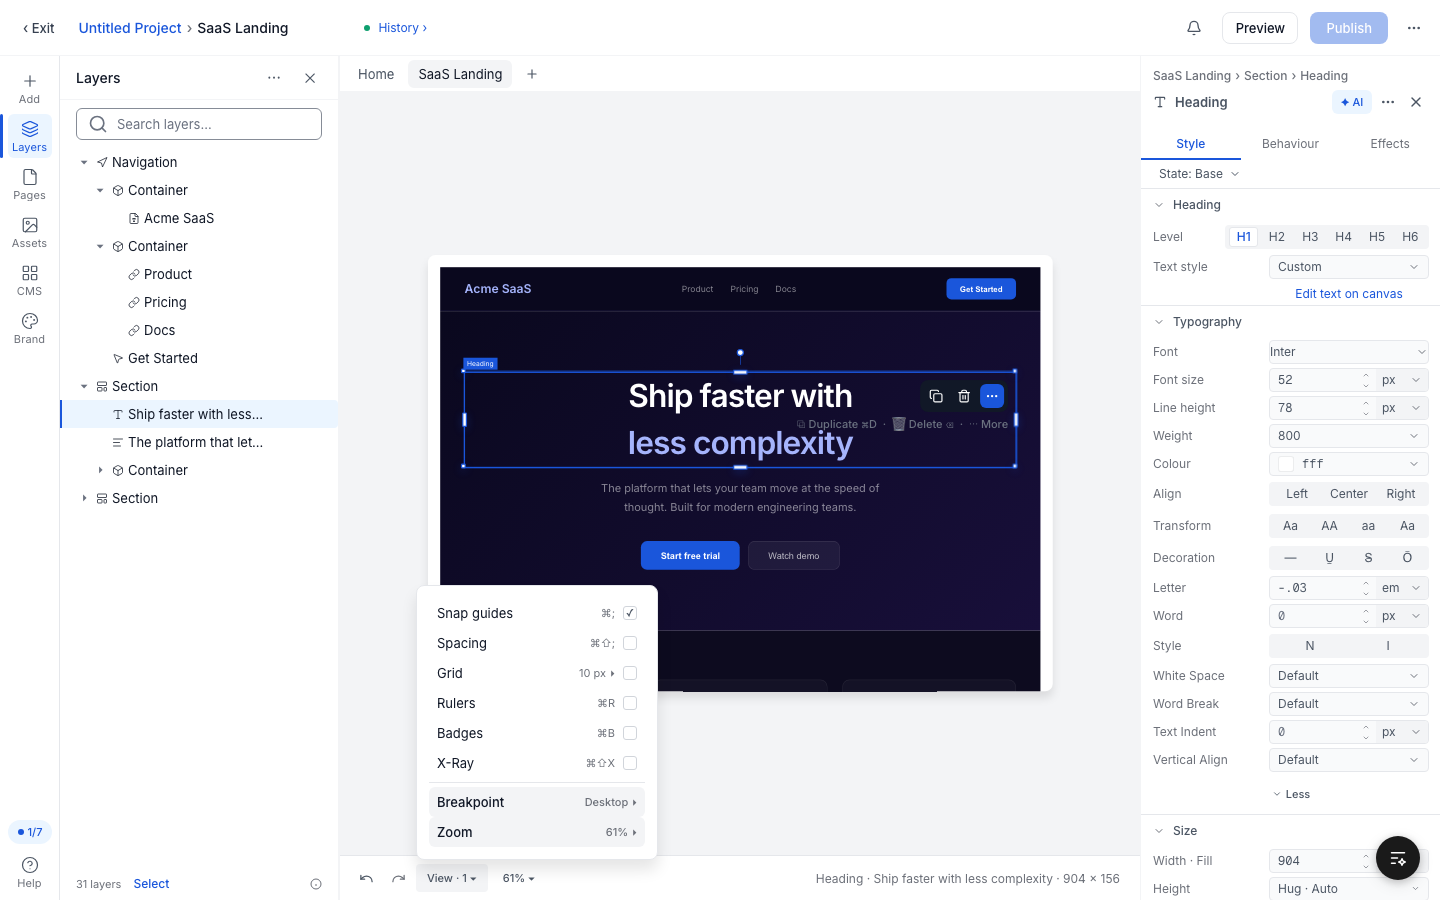 ‹ Exit
Untitled Project › SaaS Landing
History ›
Preview
Publish
Add
Layers
Pages
Assets
CMS
Brand
1/7
Help
Layers
Search layers...
Navigation
Container
Acme SaaS
Container
Product
Pricing
Docs
Get Started
Section
Ship faster with less...
The platform that let...
Container
Section
31 layers Select
Home SaaS Landing
Acme SaaS
Product Pricing Docs
Get Started
Heading
Ship faster with
less complexity
Duplicate ⌘D · Delete ⌫ · ··· More
The platform that lets your team move at the speed of
thought. Built for modern engineering teams.
Start free trial
Watch demo
Snap guides ⌘;
Spacing ⌘⇧;
Grid 10 px
Rulers ⌘R
Badges ⌘B
X-Ray ⌘⇧X
Breakpoint Desktop
Zoom 61%
View · 1
61%
Heading · Ship faster with less complexity · 904 × 156
SaaS Landing › Section › Heading
Heading
AI
Style Behaviour Effects
State: Base
Heading
Level H1 H2 H3 H4 H5 H6
Text style Custom
Edit text on canvas
Typography
Font Inter
Font size 52 px
Line height 78 px
Weight 800
Colour fff
Align Left Center Right
Transform Aa AA aa Aa
Decoration — U S O
Letter -.03 em
Word 0 px
Style N I
White Space Default
Word Break Default
Text Indent 0 px
Vertical Align Default
Less
Size
Width · Fill 904
Height Hug · Auto